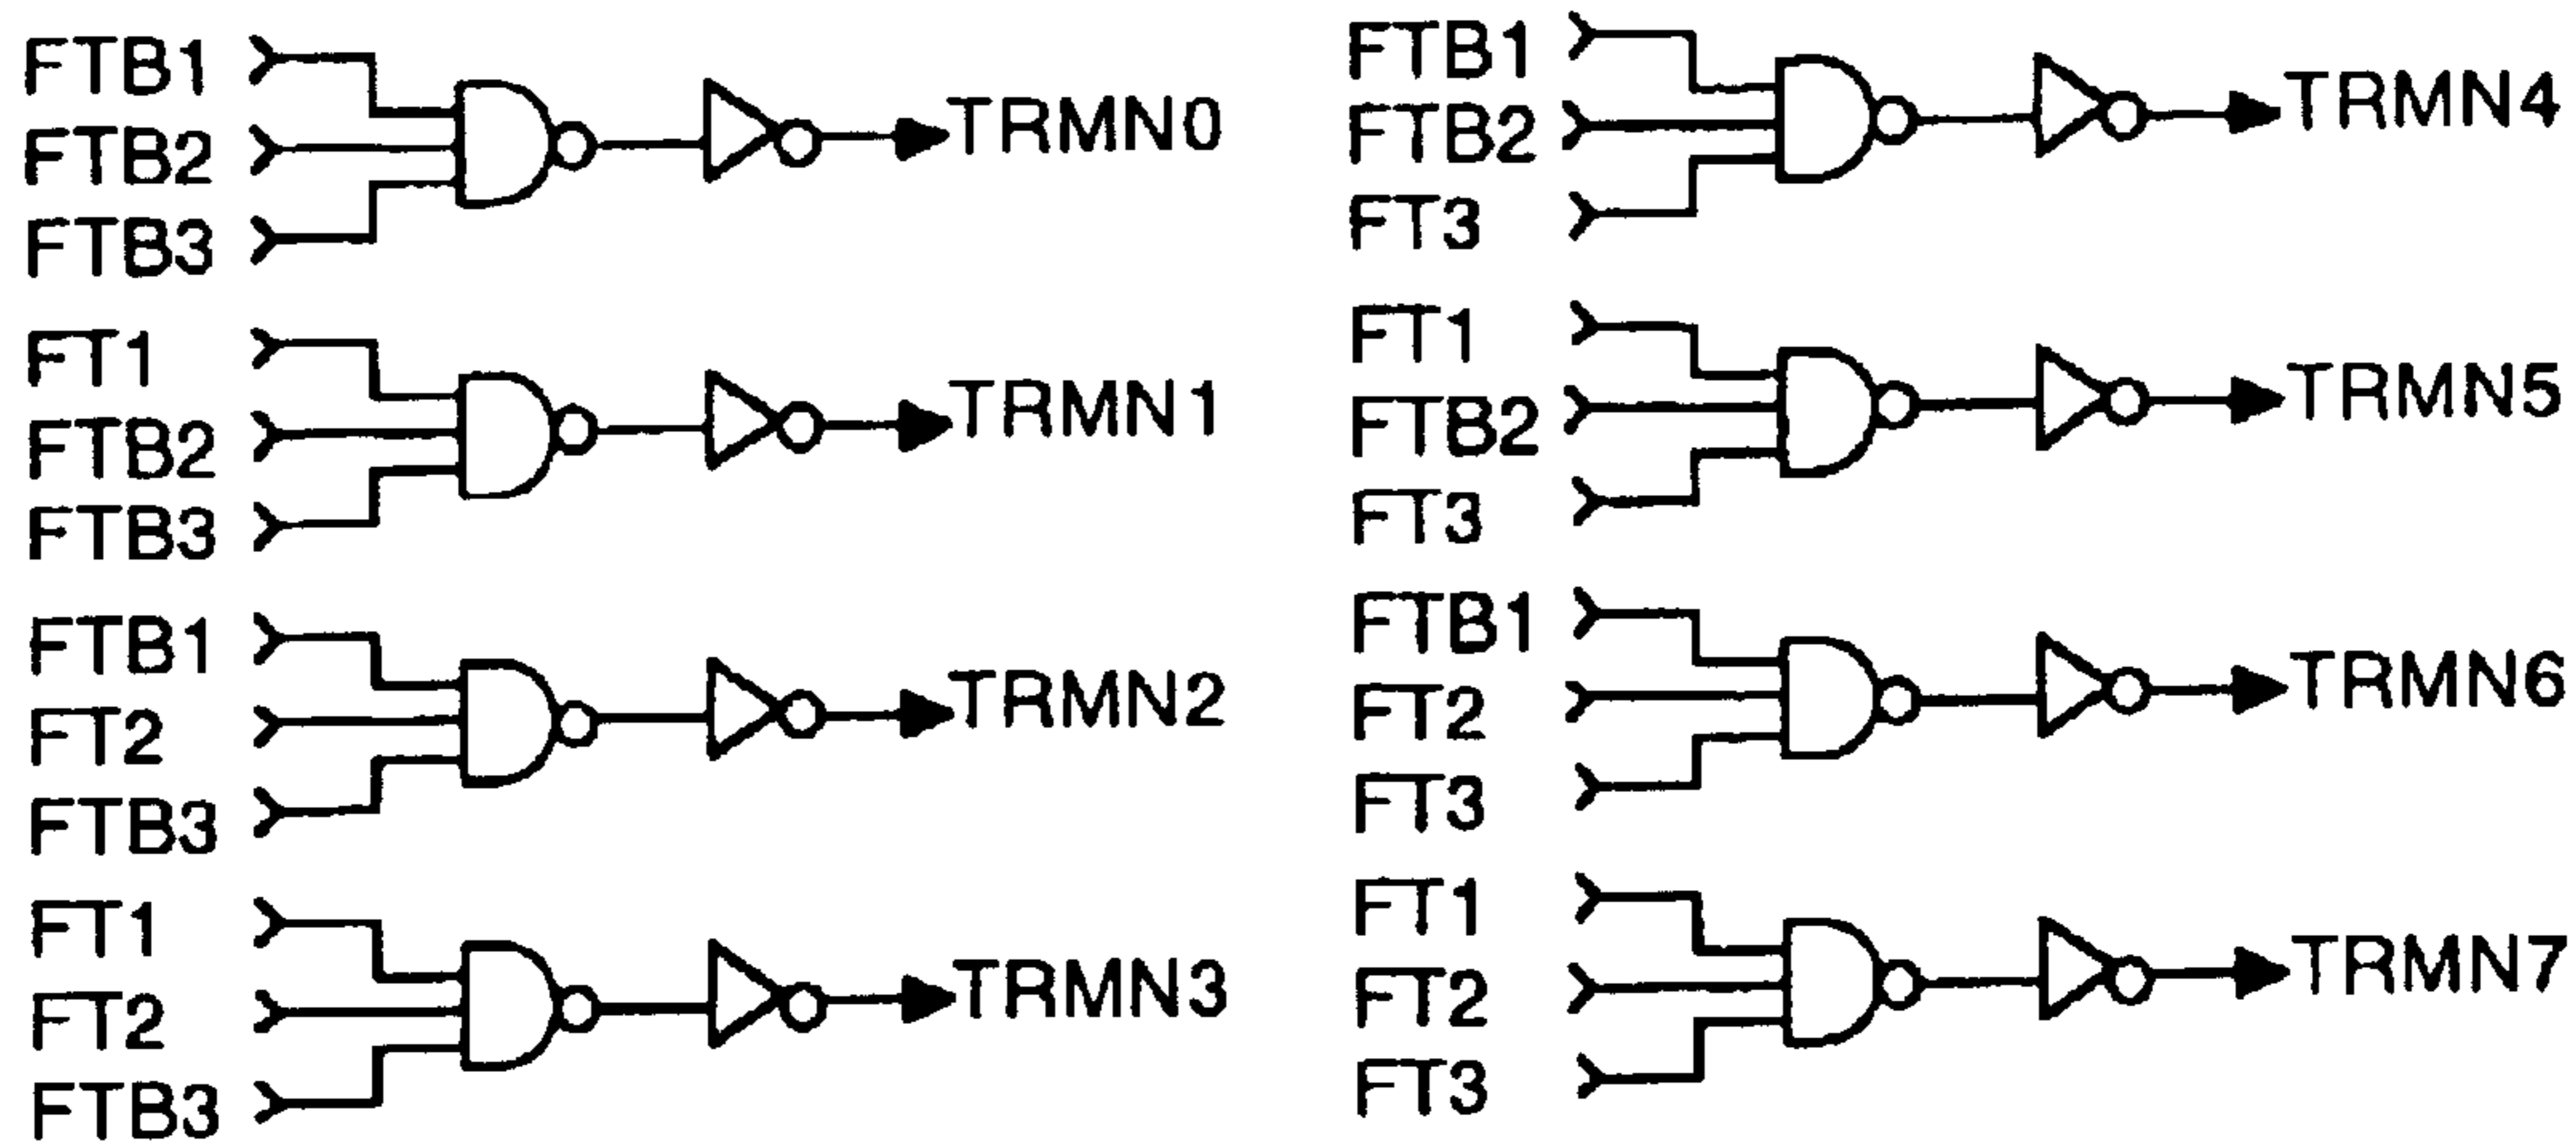 FTB1
FTB2
FTB3
TRMN0
FT1
FTB2
FTB3
TRMN1
FTB1
FT2
FTB3
TRMN2
FT1
FT2
FTB3
TRMN3
FTB1
FTB2
FT3
TRMN4
FT1
FTB2
FT3
TRMN5
FTB1
FT2
FT3
TRMN6
FT1
FT2
FT3
TRMN7